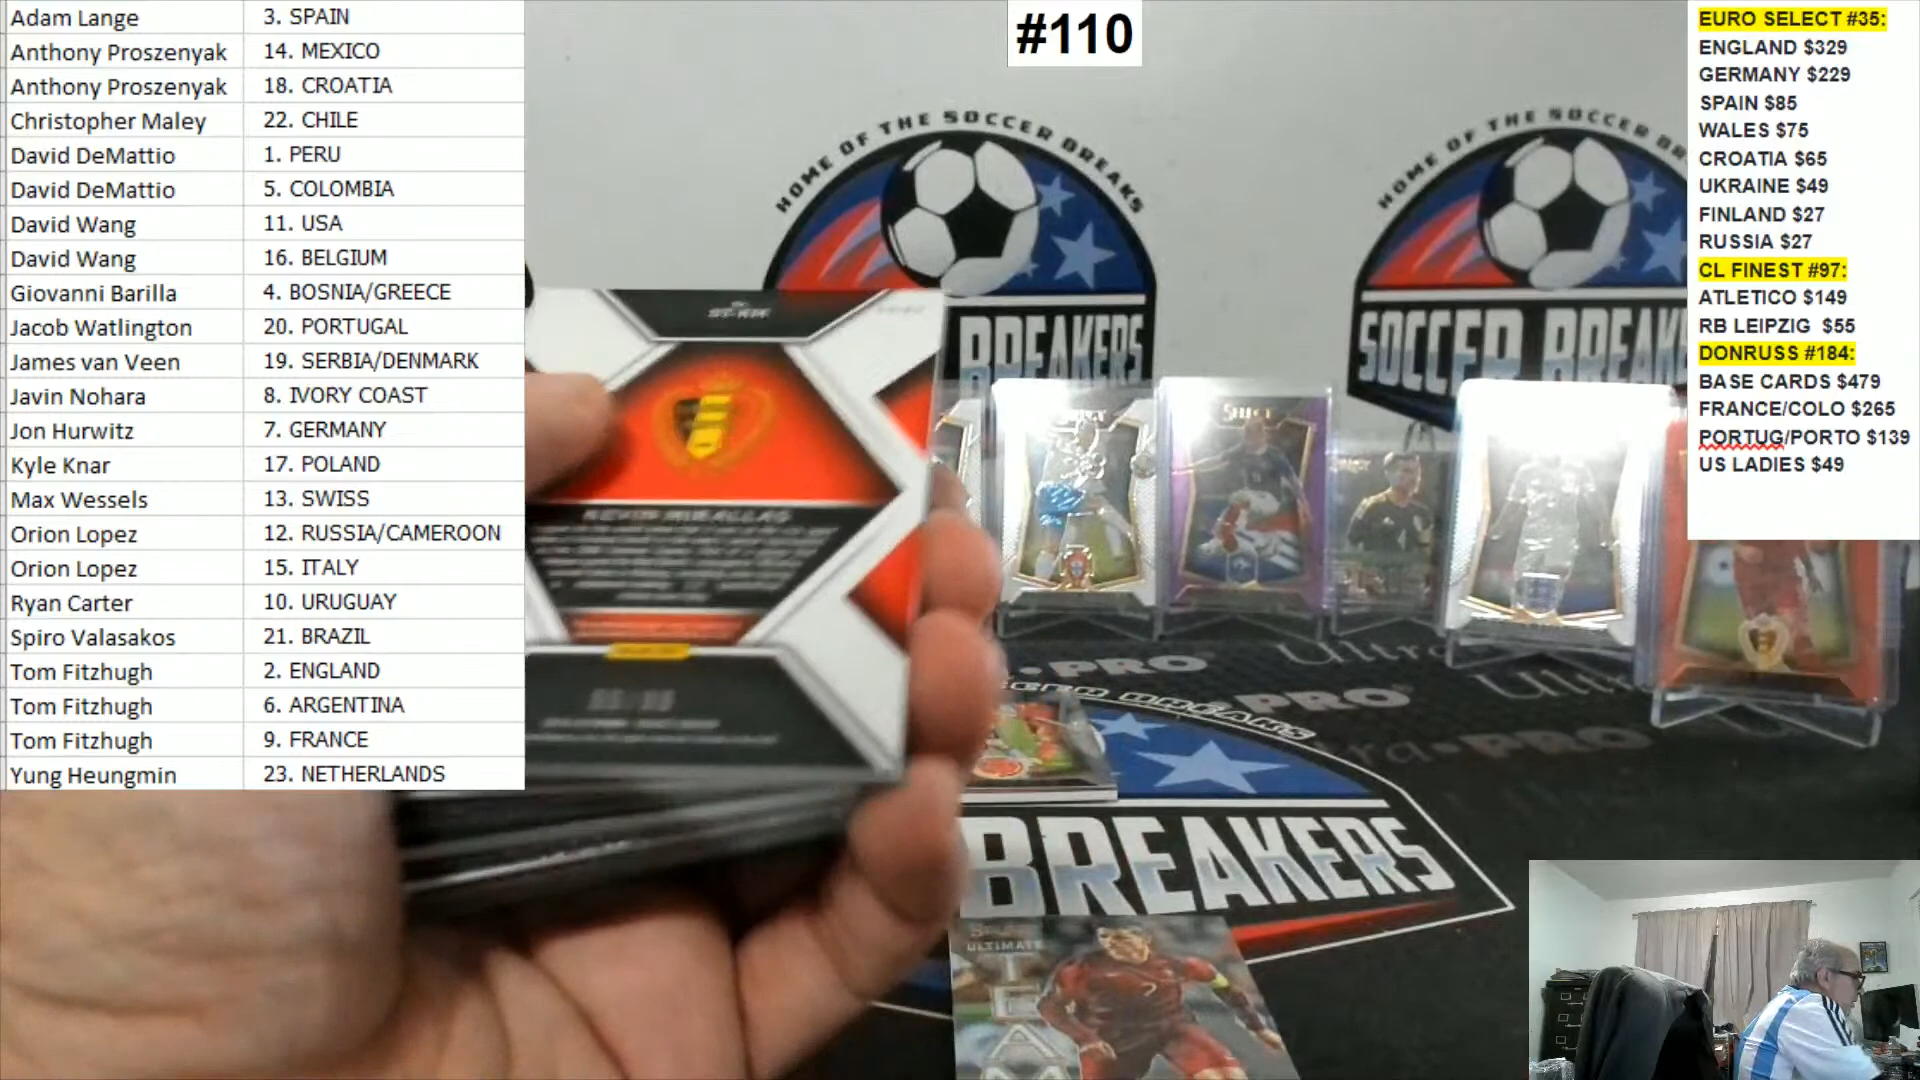 Adam Lange 3. SPAIN
Anthony Proszenyak 14. MEXICO
Anthony Proszenyak 18. CROATIA
Christopher Maley 22. CHILE
David DeMattio 1. PERU
David DeMattio 5. COLOMBIA
David Wang 11. USA
David Wang 16. BELGIUM
Giovanni Barilla 4. BOSNIA/GREECE
Jacob Watlington 20. PORTUGAL
James van Veen 19. SERBIA/DENMARK
Javin Nohara 8. IVORY COAST
Jon Hurwitz 7. GERMANY
Kyle Knar 17. POLAND
Max Wessels 13. SWISS
Orion Lopez 12. RUSSIA/CAMEROON
Orion Lopez 15. ITALY
Ryan Carter 10. URUGUAY
Spiro Valasakos 21. BRAZIL
Tom Fitzhugh 2. ENGLAND
Tom Fitzhugh 6. ARGENTINA
Tom Fitzhugh 9. FRANCE
Yung Heungmin 23. NETHERLANDS
#110
HOME OF THE SOCCER BREAKS
BREAKERS
HOME OF THE SOCCER BR
SOCCER BREAKE
KEVIN MIRALLAS
SELECT
PRO
Ultra
PRO
BREAKERS
ULTIMATE
EURO SELECT #35:
ENGLAND $329
GERMANY $229
SPAIN $85
WALES $75
CROATIA $65
UKRAINE $49
FINLAND $27
RUSSIA $27
CL FINEST #97:
ATLETICO $149
RB LEIPZIG $55
DONRUSS #184:
BASE CARDS $479
FRANCE/COLO $265
PORTUG/PORTO $139
US LADIES $49